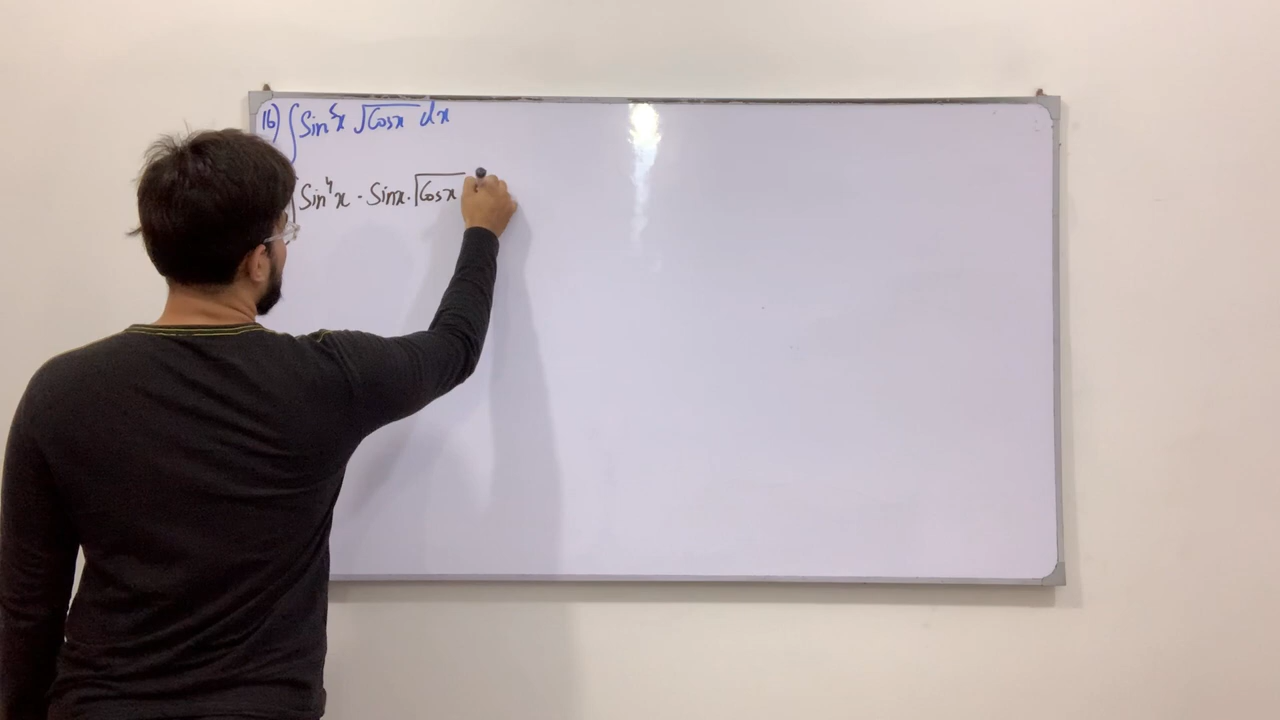 16) ∫ Sin⁵x √Cosx dx
∫ Sin⁴x · Sinx · √Cosx